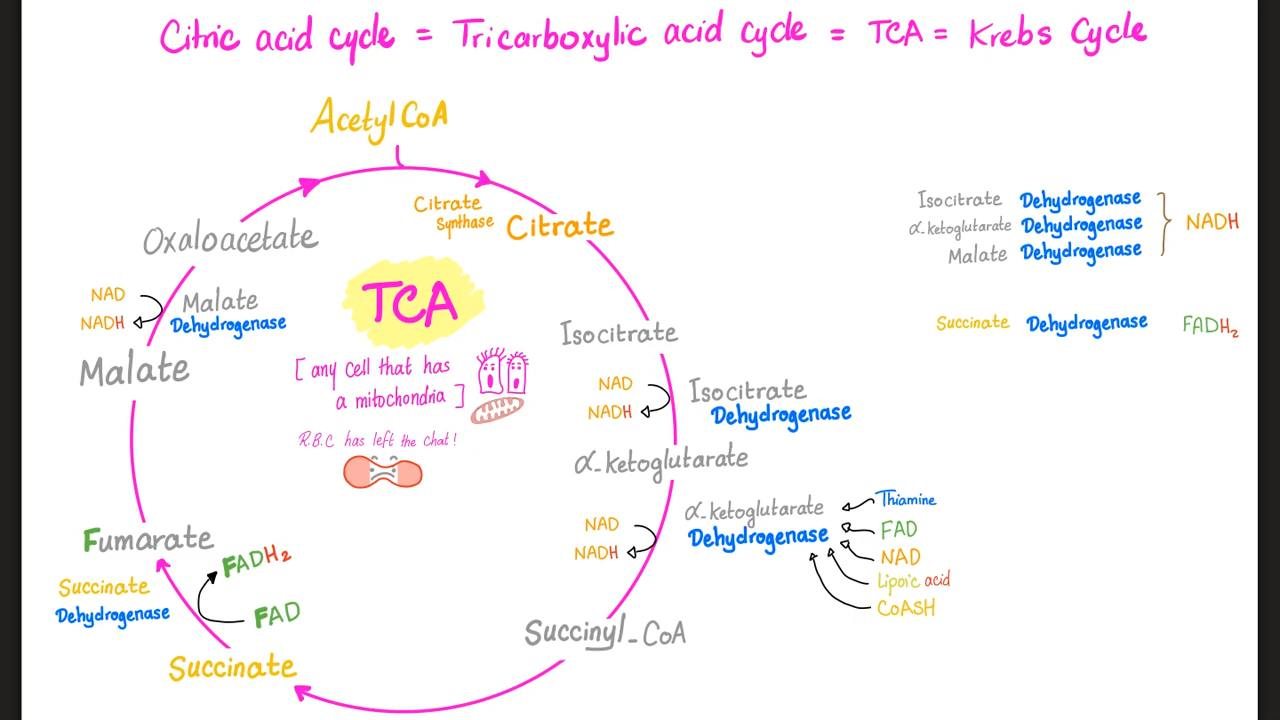 Citric acid cycle = Tricarboxylic acid cycle = TCA = Krebs Cycle
Acetyl CoA
Citrate
Synthase
Citrate
Oxaloacetate
TCA
[ any cell that has
a mitochondria ]
R.B.C has left the chat!
NAD
NADH
Malate
Dehydrogenase
Malate
Isocitrate
NAD
NADH
Isocitrate
Dehydrogenase
α-ketoglutarate
NAD
NADH
α-ketoglutarate
Dehydrogenase
Thiamine
FAD
NAD
Lipoic acid
CoASH
Succinyl-CoA
Fumarate
FADH2
FAD
Succinate
Dehydrogenase
Succinate
Isocitrate Dehydrogenase
α-ketoglutarate Dehydrogenase
Malate Dehydrogenase
} NADH
Succinate Dehydrogenase FADH2